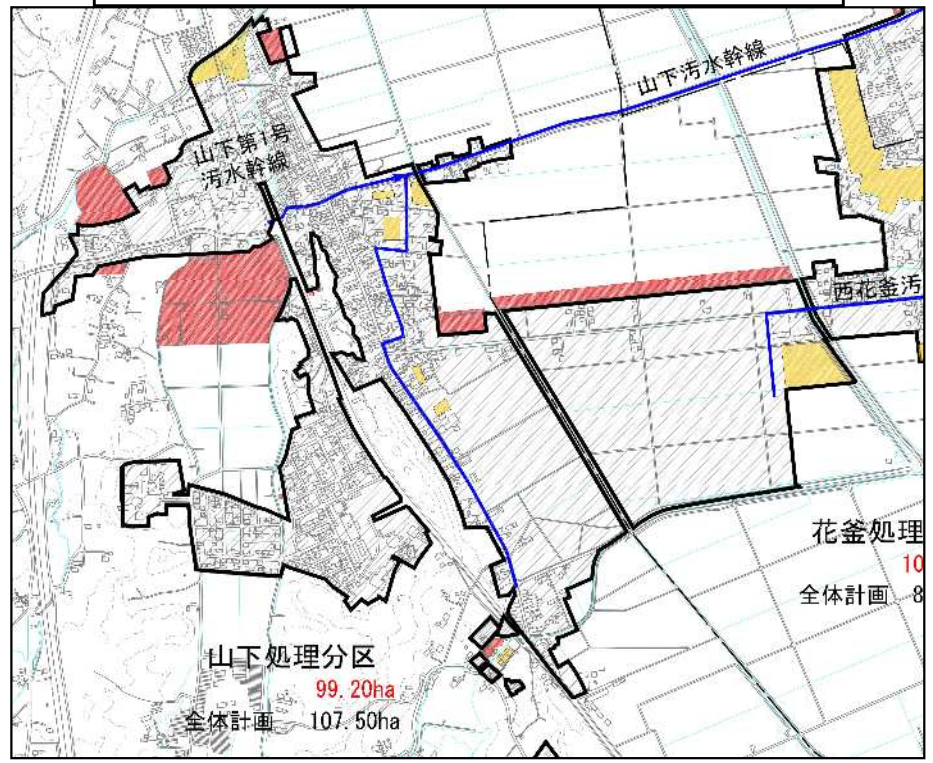 山下汚水幹線
山下第1号
汚水幹線
西花釜汚
花釜処理
10
全体計画 8
山下処理分区
99.20ha
全体計画 107.50ha